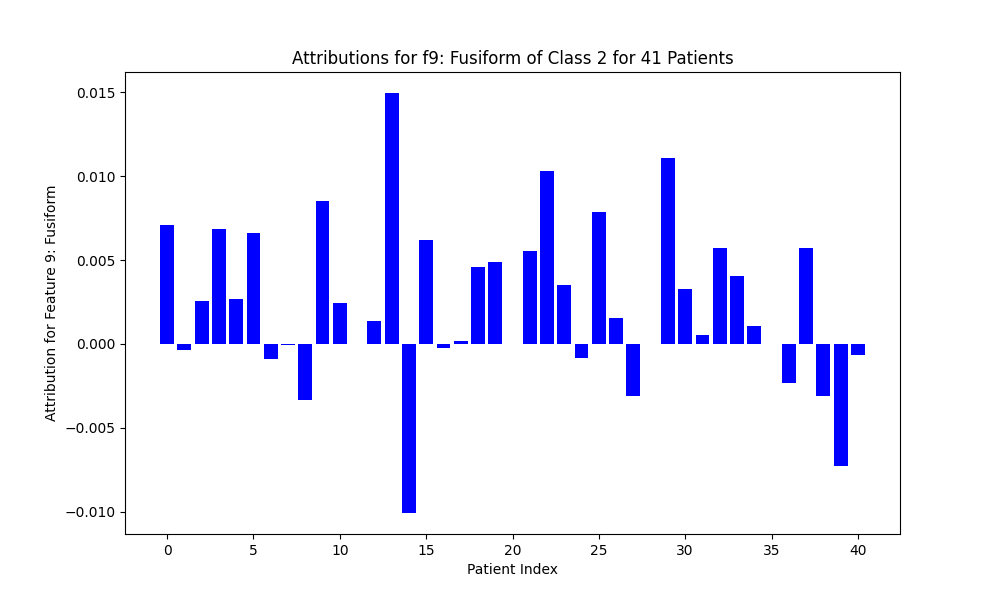 Attributions for f9: Fusiform of Class 2 for 41 Patients
Attribution for Feature 9: Fusiform
0.015
0.010
0.005
0.000
−0.005
−0.010
0 5 10 15 20 25 30 35 40
Patient Index